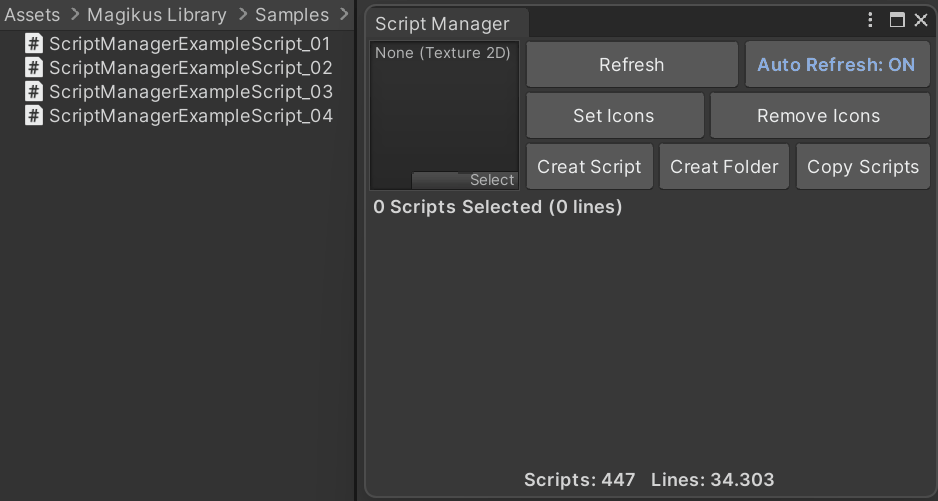 Assets > Magikus Library > Samples >
ScriptManagerExampleScript_01
ScriptManagerExampleScript_02
ScriptManagerExampleScript_03
ScriptManagerExampleScript_04
Script Manager
None (Texture 2D)
Select
Refresh
Auto Refresh: ON
Set Icons
Remove Icons
Creat Script
Creat Folder
Copy Scripts
0 Scripts Selected (0 lines)
Scripts: 447 Lines: 34.303